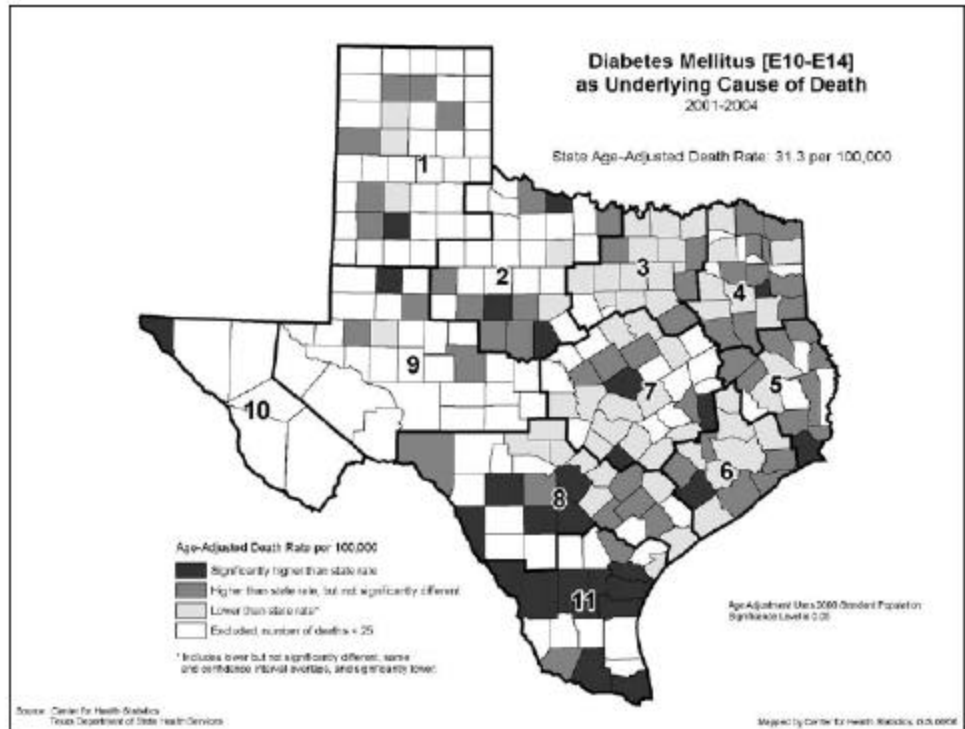 Diabetes Mellitus [E10-E14]
as Underlying Cause of Death
2001-2004
State Age-Adjusted Death Rate: 31.3 per 100,000
1
2
3
4
5
6
7
8
9
10
11
Age-Adjusted Death Rate per 100,000
Significantly higher than state rate
Higher than state rate, but not significantly different
Lower than state rate*
Excluded, number of deaths < 25
* Includes lower but not significantly different, same
and confidence interval overlaps, and significantly lower.
Age Adjustment Uses 2000 Standard Population
Significance Level is 0.05
Source: Center for Health Statistics
Texas Department of State Health Services
Mapped by Center for Health Statistics,